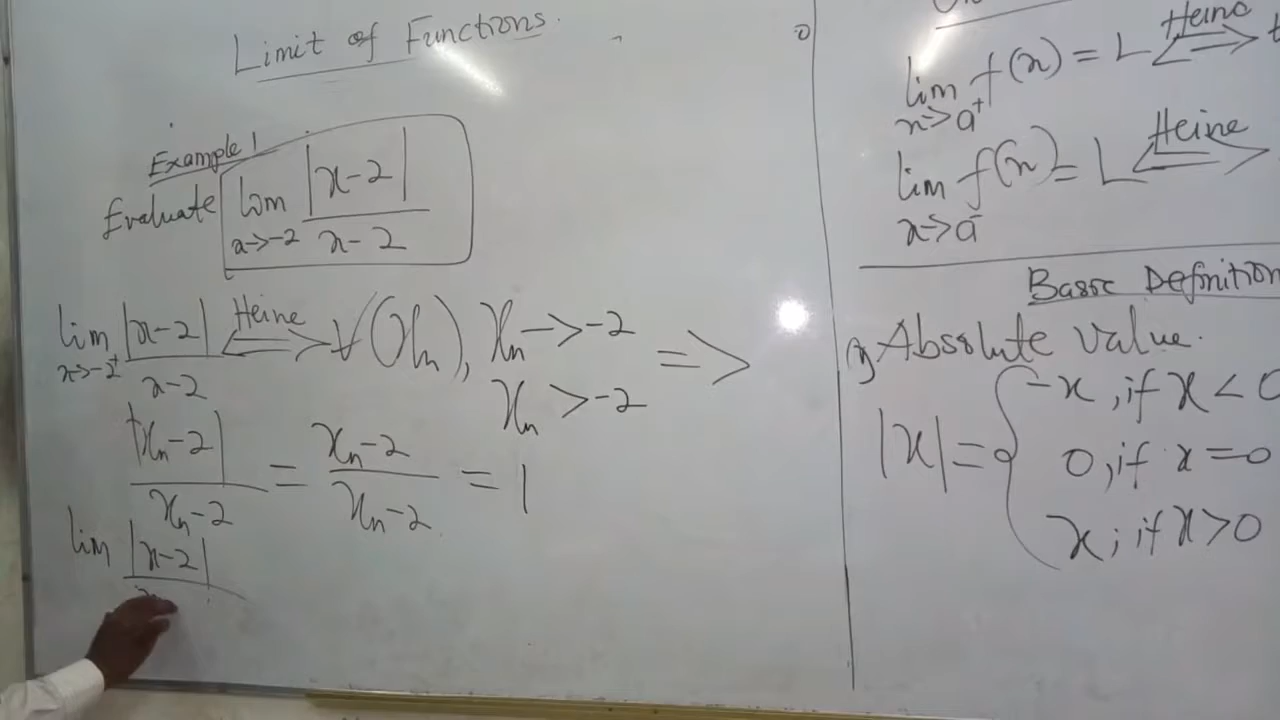 Limit of Functions.
Example 1
Evaluate lim |x-2|
a->-2 x-2
lim |x-2| Heine ∀(xn), xn->-2 =>
x->-2⁺ x-2 <=> xn>-2
|xn-2| = xn-2 = 1
xn-2 xn-2
lim |x-2|
lim f(x) = L Heine
x->a⁺ <=>
lim f(x) = L Heine
x->a⁻ <=>
Basic Definition
Absolute value.
|x| = { -x, if x < 0
0, if x = 0
x, if x > 0